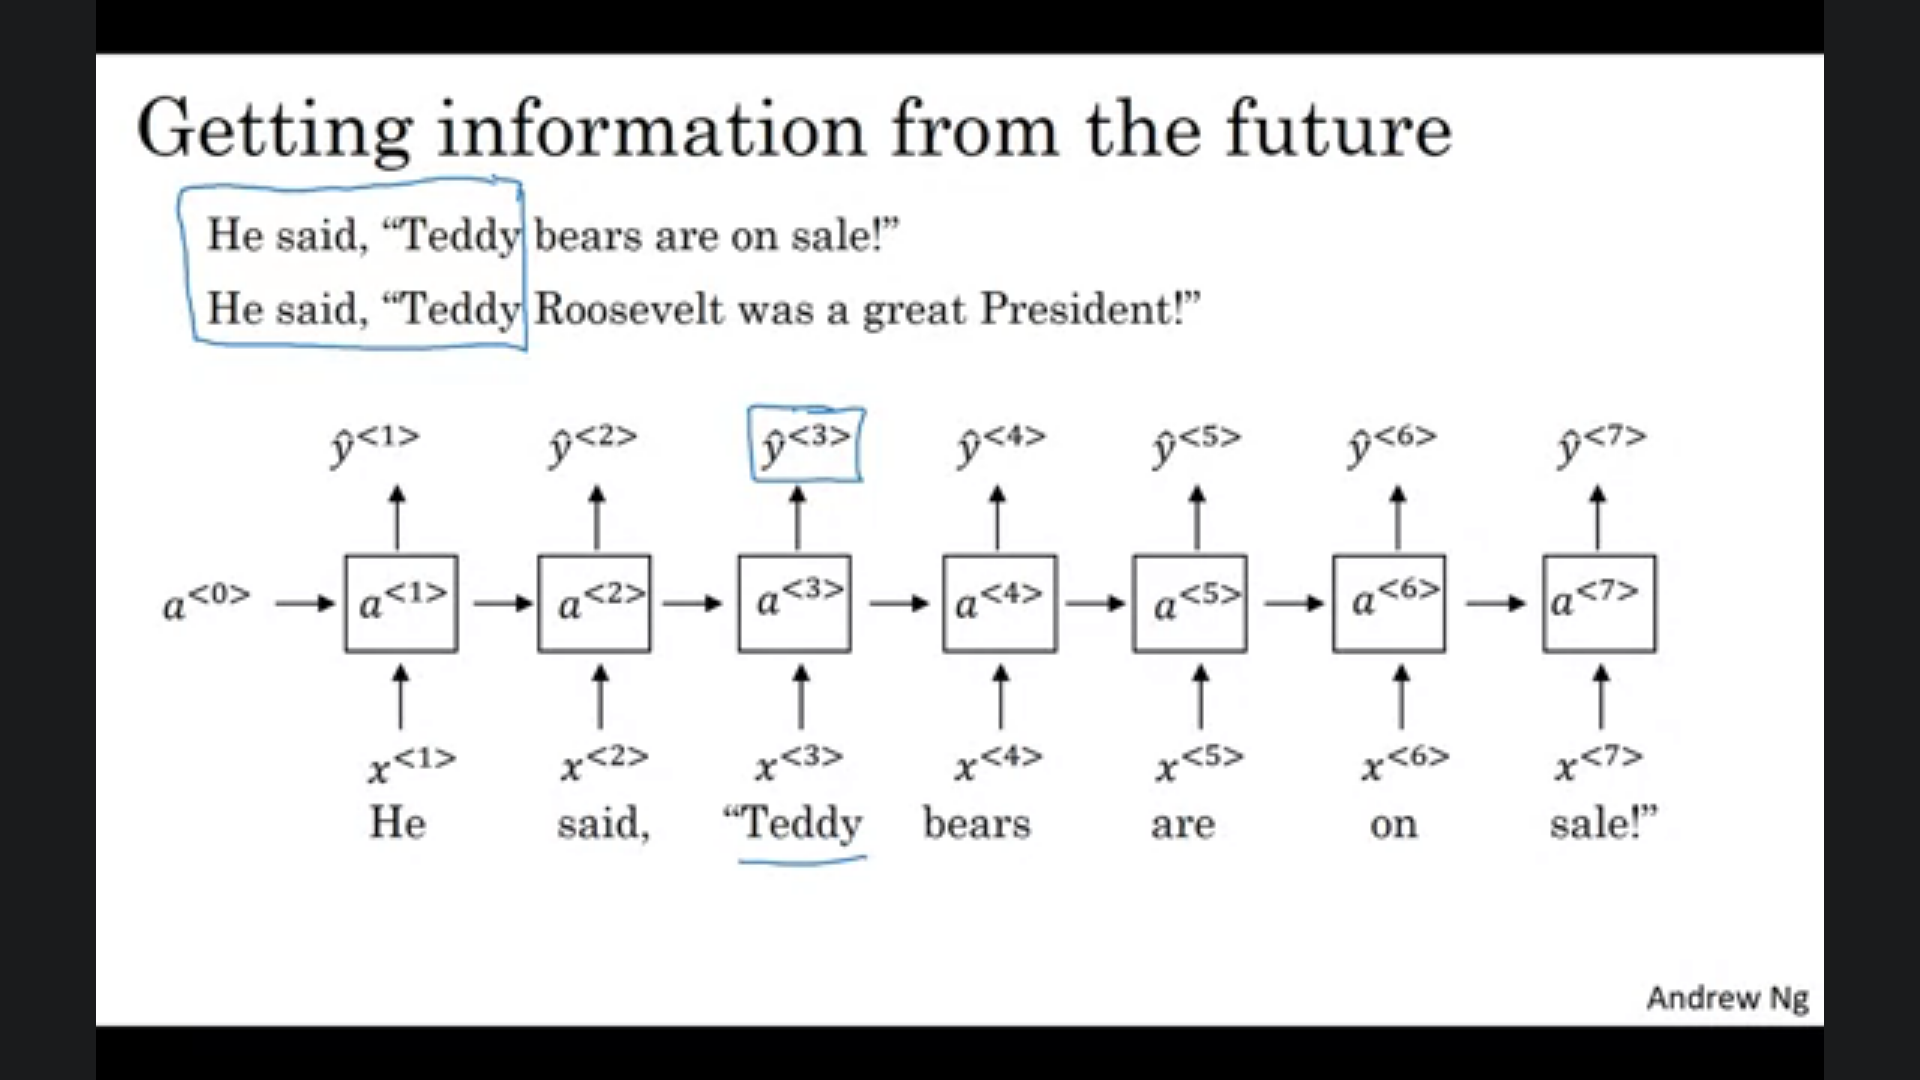 Getting information from the future
He said, “Teddy bears are on sale!”
He said, “Teddy Roosevelt was a great President!”
ŷ<1> ŷ<2> ŷ<3> ŷ<4> ŷ<5> ŷ<6> ŷ<7>
a<0> a<1> a<2> a<3> a<4> a<5> a<6> a<7>
x<1> x<2> x<3> x<4> x<5> x<6> x<7>
He said, “Teddy bears are on sale!”
Andrew Ng